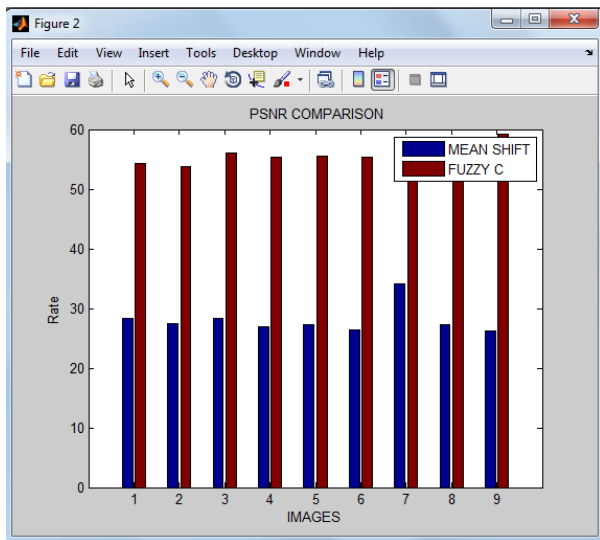 Figure 2
File Edit View Insert Tools Desktop Window Help
PSNR COMPARISON
MEAN SHIFT
FUZZY C
60
50
40
30
20
10
0
Rate
1 2 3 4 5 6 7 8 9
IMAGES